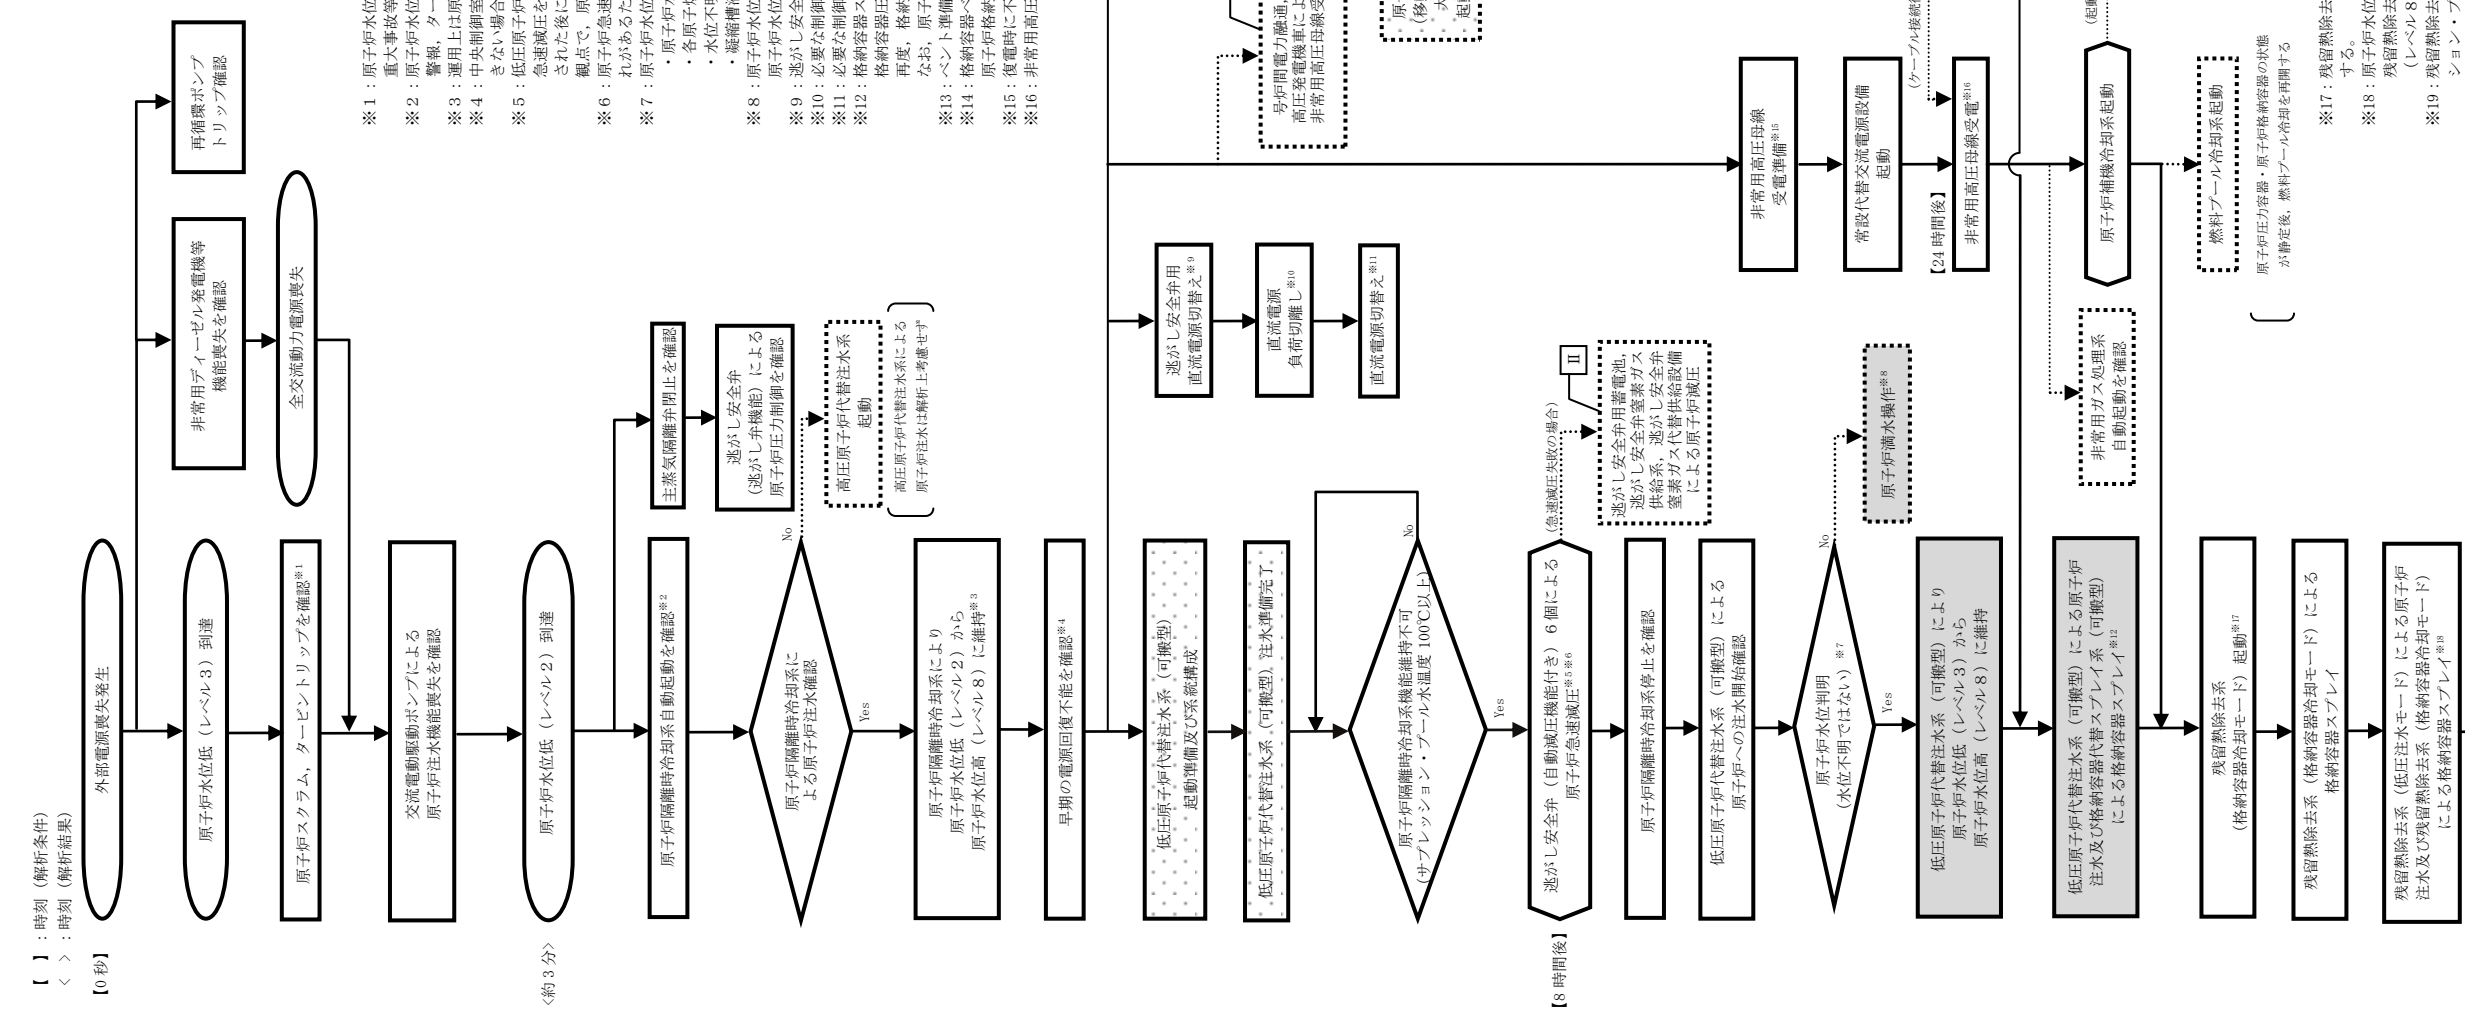 【　】：時刻（解析条件）
＜　＞：時刻（解析結果）
【0 秒】
外部電源喪失発生
原子炉水位低（レベル３）到達
原子炉スクラム，タービントリップを確認※1
交流電動駆動ポンプによる
原子炉注水機能喪失を確認
再循環ポンプ
トリップ確認
非常用ディーゼル発電機等
機能喪失を確認
全交流動力電源喪失
＜約 3 分＞
原子炉水位低（レベル２）到達
原子炉隔離時冷却系自動起動を確認※2
主蒸気隔離弁閉止を確認
逃がし安全弁
（逃がし弁機能）による
原子炉圧力制御を確認
原子炉隔離時冷却系に
よる原子炉注水確認
No
Yes
高圧原子炉代替注水系
起動
高圧原子炉代替注水系による
原子炉注水は解析上考慮せず
原子炉隔離時冷却系により
原子炉水位低（レベル２）から
原子炉水位高（レベル８）に維持※3
早期の電源回復不能を確認※4
低圧原子炉代替注水系（可搬型）
起動準備及び系統構成
低圧原子炉代替注水系（可搬型）注水準備完了
逃がし安全弁用
直流電源切替え※9
直流電源
負荷切離し※10
直流電源切替え※11
原子炉隔離時冷却系機能維持不可
（サプレッション・プール水温度 100℃以上）
No
Yes
【8 時間後】
逃がし安全弁（自動減圧機能付き）６個による
原子炉急速減圧※5※6
（急速減圧失敗の場合）
Ⅱ
逃がし安全弁用蓄電池，
逃がし安全弁窒素ガス
供給系，逃がし安全弁
窒素ガス代替供給設備
による原子炉減圧
原子炉隔離時冷却系停止を確認
低圧原子炉代替注水系（可搬型）による
原子炉への注水開始確認
原子炉水位判明
（水位不明ではない）※7
No
Yes
原子炉満水操作※8
低圧原子炉代替注水系（可搬型）により
原子炉水位低（レベル３）から
原子炉水位高（レベル８）に維持
低圧原子炉代替注水系（可搬型）による原子炉
注水及び格納容器代替スプレイ系（可搬型）
による格納容器スプレイ※12
残留熱除去系
（格納容器冷却モード）起動※17
残留熱除去系（格納容器冷却モード）による
格納容器スプレイ
残留熱除去系（低圧注水モード）による原子炉
注水及び残留熱除去系（格納容器冷却モード）
による格納容器スプレイ※18
号炉間電力融通，
高圧発電機車によ
非常用高圧母線受
原
（移
大
起動
非常用高圧母線
受電準備※15
常設代替交流電源設備
起動
【24 時間後】
非常用高圧母線受電※16
（ケーブル接続後
原子炉補機冷却系起動
（起動
非常用ガス処理系
自動起動を確認
燃料プール冷却系起動
原子炉圧力容器・原子炉格納容器の状態
が静定後，燃料プール冷却を再開する
※1：原子炉水位
重大事故等
※2：原子炉水位
警報，ター
※3：運用上は原
※4：中央制御室
きない場合
※5：低圧原子炉
急速減圧を
された後に
観点で，原
※6：原子炉急速
れがあるた
※7：原子炉水位
・原子炉水
・各原子炉
・水位不明
・凝縮槽液
※8：原子炉水位
原子炉水位
※9：逃がし安全
※10：必要な制御
※11：必要な制御
※12：格納容器ス
格納容器圧
再度，格納
なお，原子
※13：ベント準備
※14：格納容器ベ
原子炉格納
※15：復電時に不
※16：非常用高圧
※17：残留熱除去
する。
※18：原子炉水位
残留熱除去
（レベル８
※19：残留熱除去
ション・プ